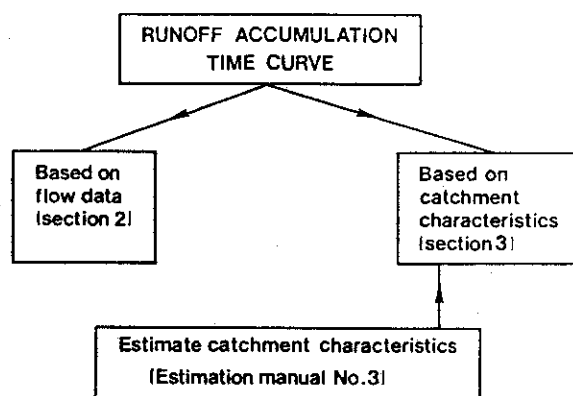 RUNOFF ACCUMULATION
TIME CURVE
Based on
flow data
(section 2)
Based on
catchment
characteristics
(section 3)
Estimate catchment characteristics
(Estimation manual No.3)